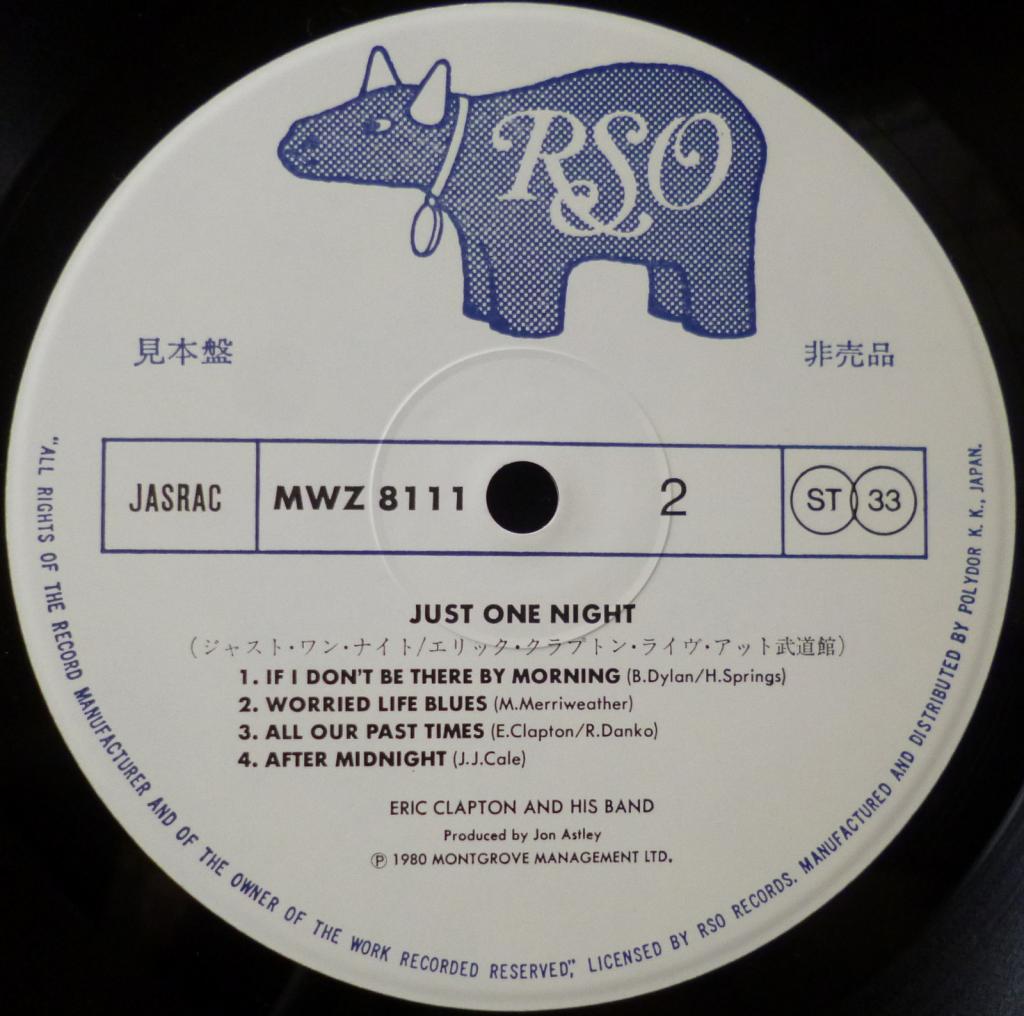 RSO
見本盤
非売品
JASRAC
MWZ 8111
2
ST 33
JUST ONE NIGHT
(ジャスト・ワン・ナイト/エリック・クラプトン・ライヴ・アット武道館)
1. IF I DON'T BE THERE BY MORNING (B.Dylan/H.Springs)
2. WORRIED LIFE BLUES (M.Merriweather)
3. ALL OUR PAST TIMES (E.Clapton/R.Danko)
4. AFTER MIDNIGHT (J.J.Cale)
ERIC CLAPTON AND HIS BAND
Produced by Jon Astley
Ⓟ 1980 MONTGROVE MANAGEMENT LTD.
"ALL RIGHTS OF THE RECORD MANUFACTURER AND OF THE OWNER OF THE WORK RECORDED RESERVED," LICENSED BY RSO RECORDS. MANUFACTURED AND DISTRIBUTED BY POLYDOR K. K., JAPAN.